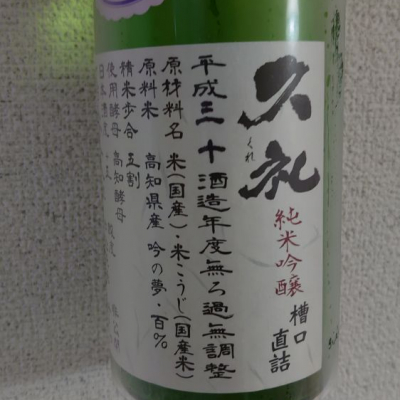 久礼
くれ
純米吟醸
槽口
直詰
平成三十酒造年度無ろ過無調整
原材料名 米(国産)・米こうじ(国産米)
原料米 高知県産 吟の夢・百%
精米歩合 五割
使用酵母 高知酵母